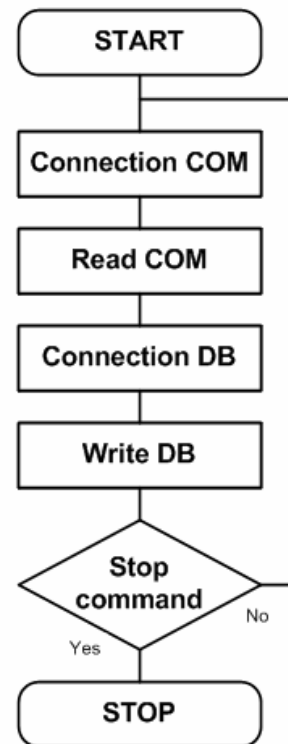 START
Connection COM
Read COM
Connection DB
Write DB
Stop
command
No
Yes
STOP